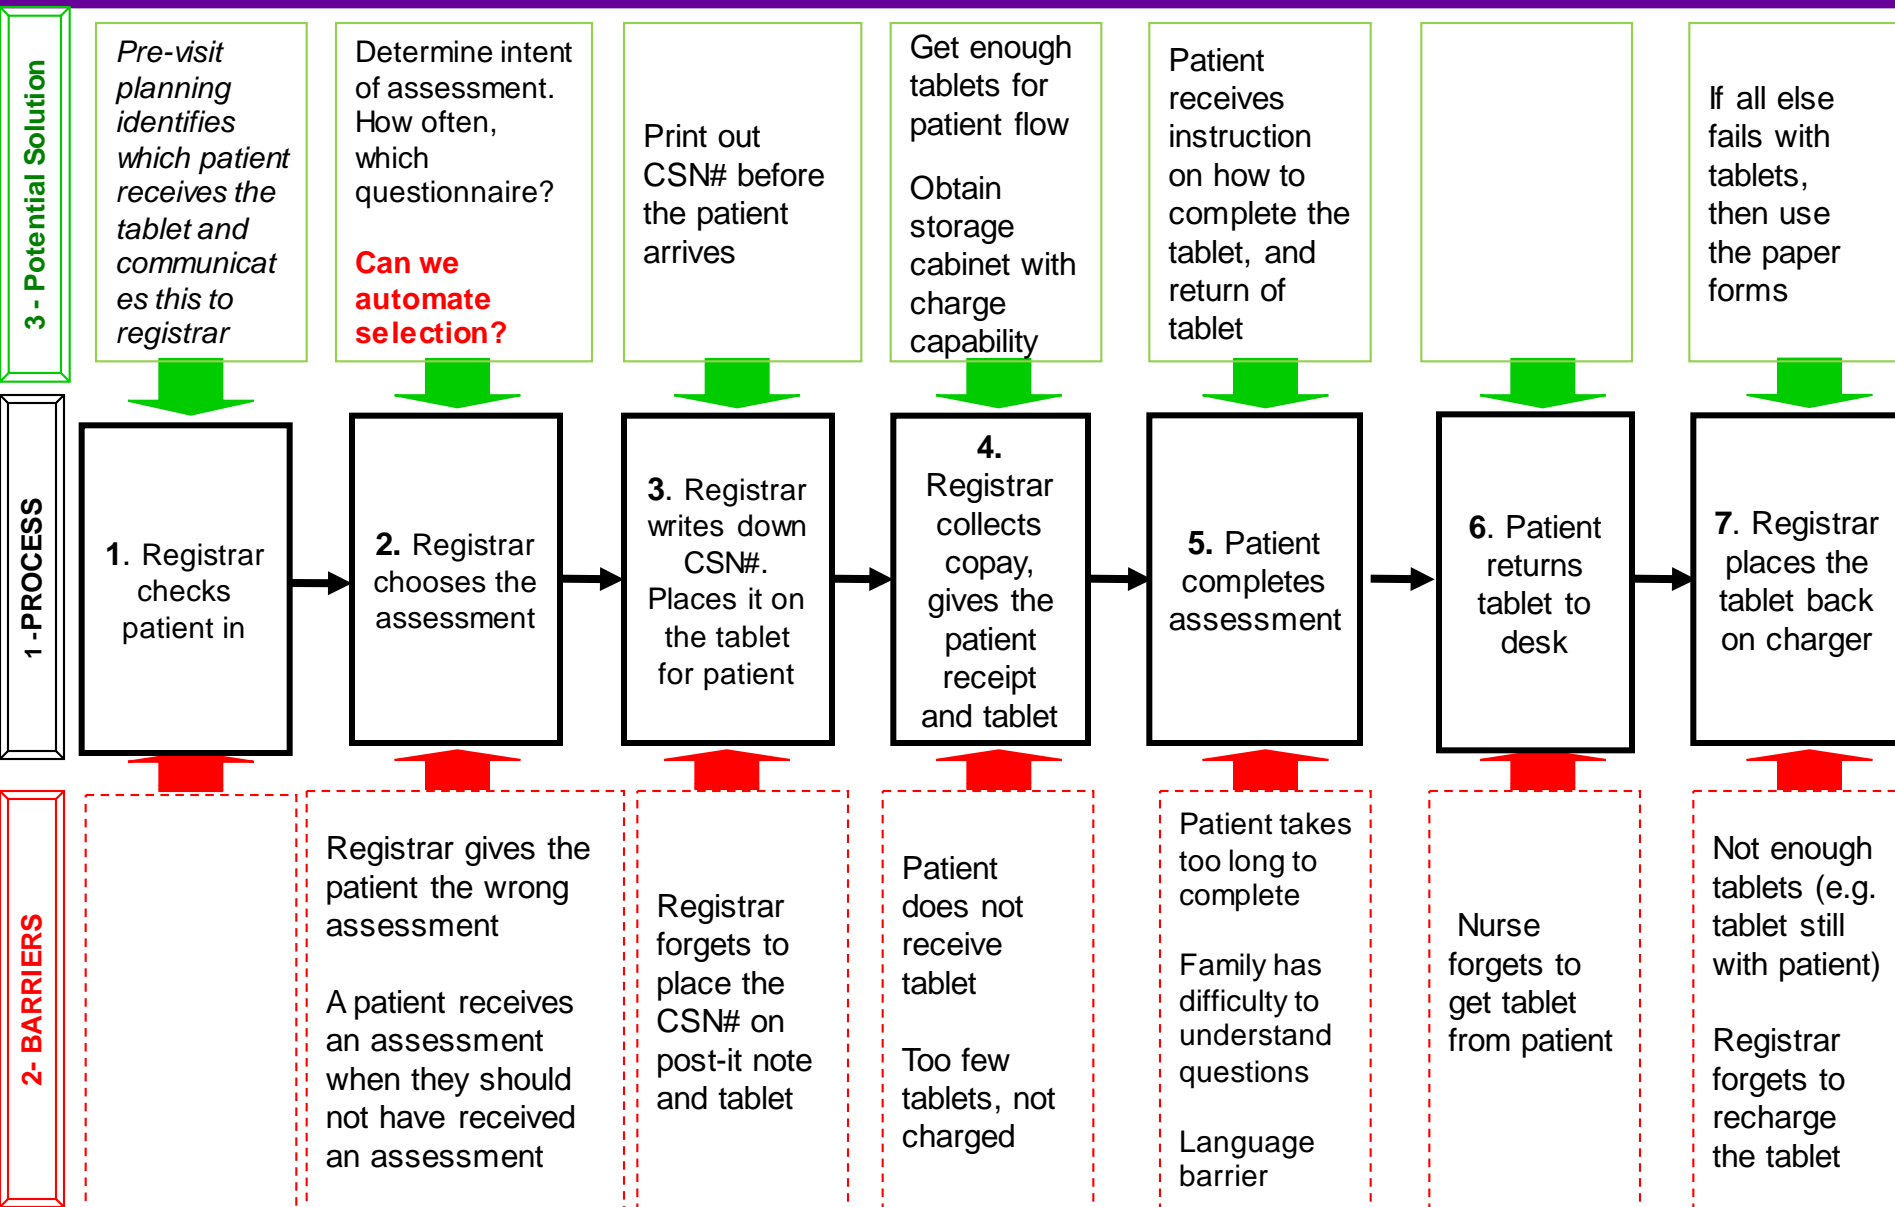 3 - Potential Solution
Pre-visit
planning
identifies
which patient
receives the
tablet and
communicat
es this to
registrar
Determine intent
of assessment.
How often,
which
questionnaire?
Can we
automate
selection?
Print out
CSN# before
the patient
arrives
Get enough
tablets for
patient flow
Obtain
storage
cabinet with
charge
capability
Patient
receives
instruction
on how to
complete the
tablet, and
return of
tablet
If all else
fails with
tablets,
then use
the paper
forms
1 -PROCESS
1. Registrar
checks
patient in
2. Registrar
chooses the
assessment
3. Registrar
writes down
CSN#.
Places it on
the tablet
for patient
4.
Registrar
collects
copay,
gives the
patient
receipt
and tablet
5. Patient
completes
assessment
6. Patient
returns
tablet to
desk
7. Registrar
places the
tablet back
on charger
2- BARRIERS
Registrar gives the
patient the wrong
assessment
A patient receives
an assessment
when they should
not have received
an assessment
Registrar
forgets to
place the
CSN# on
post-it note
and tablet
Patient
does not
receive
tablet
Too few
tablets, not
charged
Patient takes
too long to
complete
Family has
difficulty to
understand
questions
Language
barrier
Nurse
forgets to
get tablet
from patient
Not enough
tablets (e.g.
tablet still
with patient)
Registrar
forgets to
recharge
the tablet